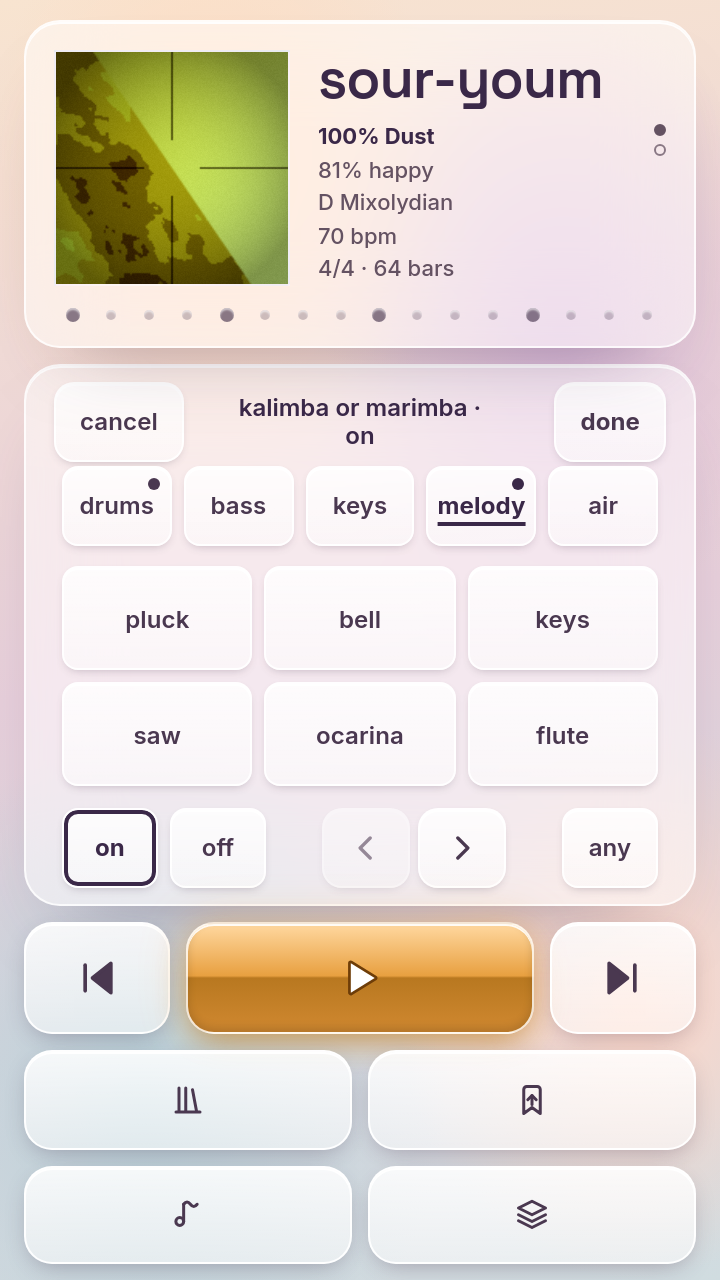 sour-youm
100% Dust
81% happy
D Mixolydian
70 bpm
4/4 · 64 bars
cancel
kalimba or marimba ·
on
done
drums
bass
keys
melody
air
pluck
bell
keys
saw
ocarina
flute
on
off
any